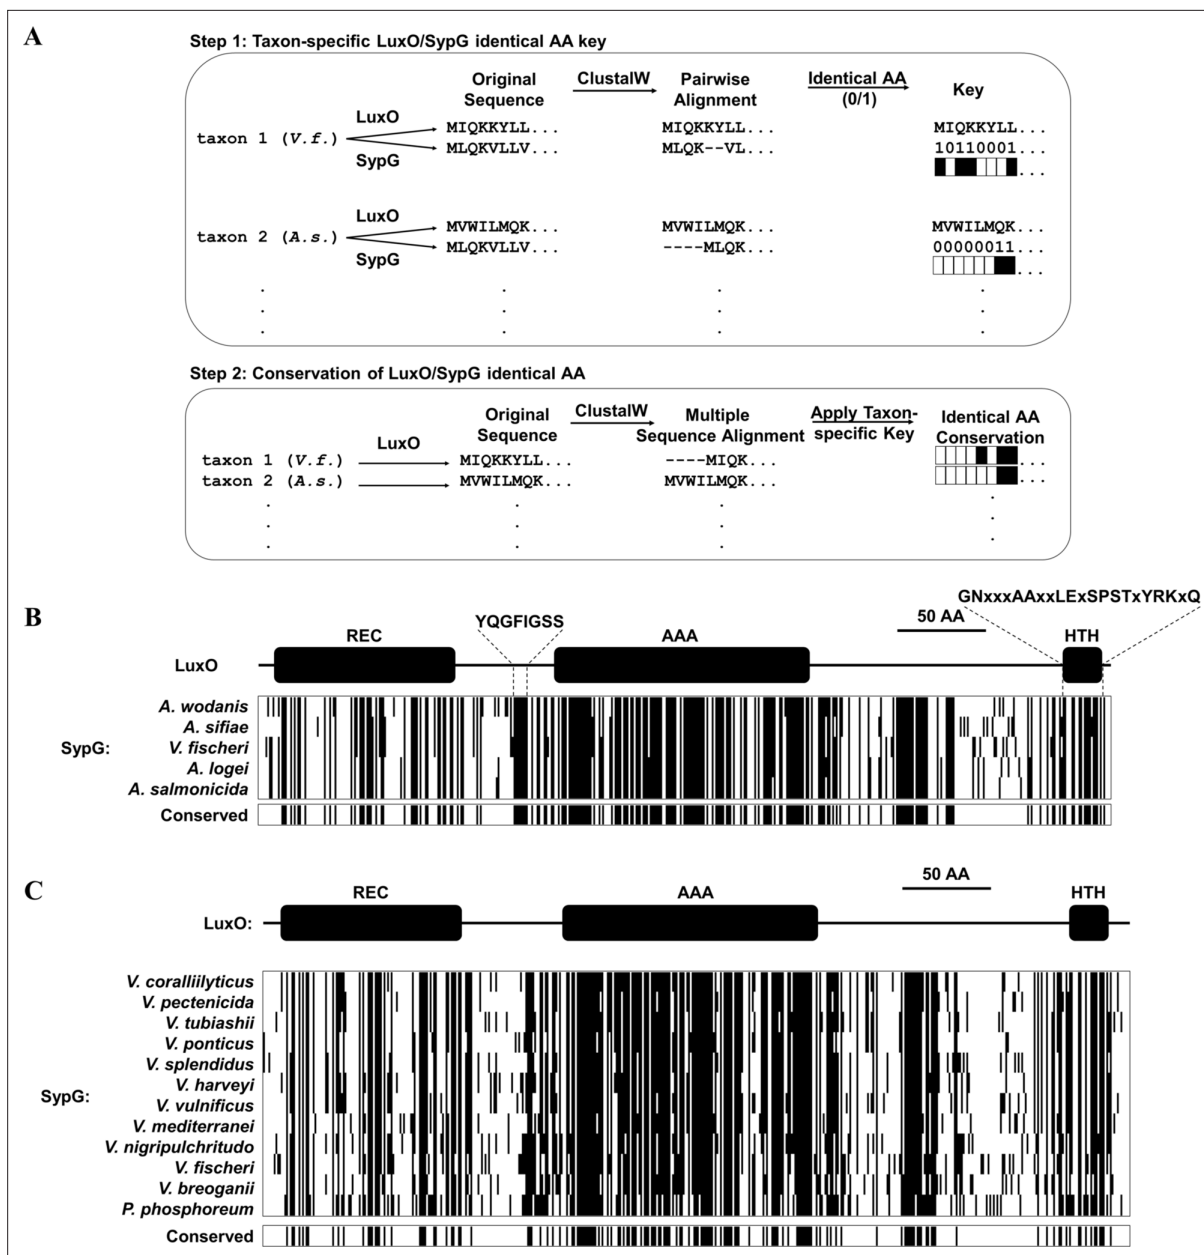 A
Step 1: Taxon-specific LuxO/SypG identical AA key
Original Sequence
ClustalW
Pairwise Alignment
Identical AA (0/1)
Key
taxon 1 (V.f.)
LuxO
SypG
MIQKKYLL...
MLQKVLLV...
MIQKKYLL...
MLQK--VL...
MIQKKYLL...
10110001...
...
taxon 2 (A.s.)
LuxO
SypG
MVWILMQK...
MLQKVLLV...
MVWILMQK...
----MLQK...
MVWILMQK...
00000011...
...
Step 2: Conservation of LuxO/SypG identical AA
Original Sequence
ClustalW
Multiple Sequence Alignment
Apply Taxon-specific Key
Identical AA Conservation
LuxO
taxon 1 (V.f.)
MIQKKYLL...
----MIQK...
...
taxon 2 (A.s.)
MVWILMQK...
MVWILMQK...
...
B
GNxxxAAxxLExSPSTxYRKxQ
YQGFIGSS
50 AA
REC
AAA
HTH
LuxO
SypG:
A. wodanis
A. sifiae
V. fischeri
A. logei
A. salmonicida
Conserved
C
50 AA
REC
AAA
HTH
LuxO:
SypG:
V. coralliilyticus
V. pectenicida
V. tubiashii
V. ponticus
V. splendidus
V. harveyi
V. vulnificus
V. mediterranei
V. nigripulchritudo
V. fischeri
V. breoganii
P. phosphoreum
Conserved